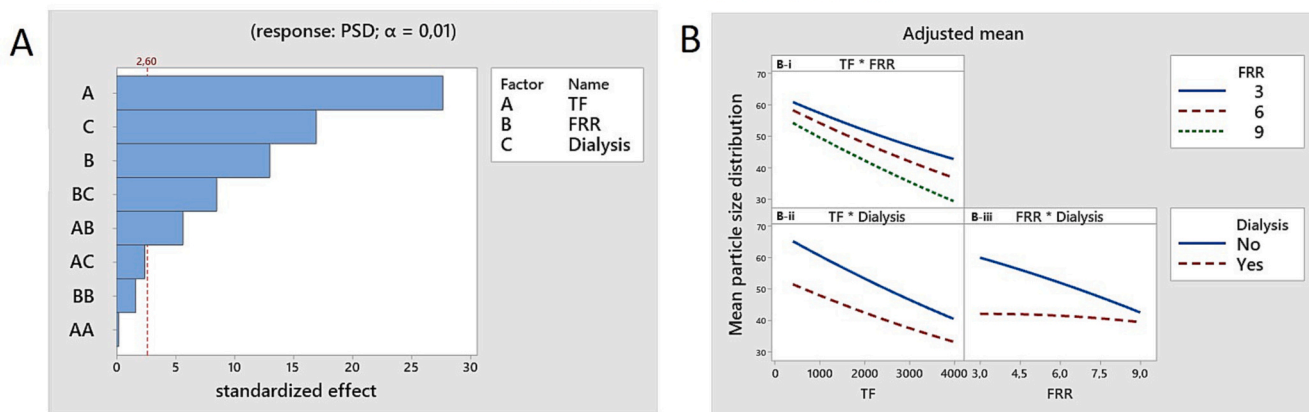 A
(response: PSD; α = 0,01)
2,60
A
C
B
BC
AB
AC
BB
AA
0 5 10 15 20 25 30
standardized effect
Factor Name
A TF
B FRR
C Dialysis
B
Adjusted mean
B-i TF * FRR
70
60
50
40
30
FRR
3
6
9
Mean particle size distribution
B-ii TF * Dialysis
B-iii FRR * Dialysis
70
60
50
40
30
0 1000 2000 3000 4000
TF
3,0 4,5 6,0 7,5 9,0
FRR
Dialysis
No
Yes